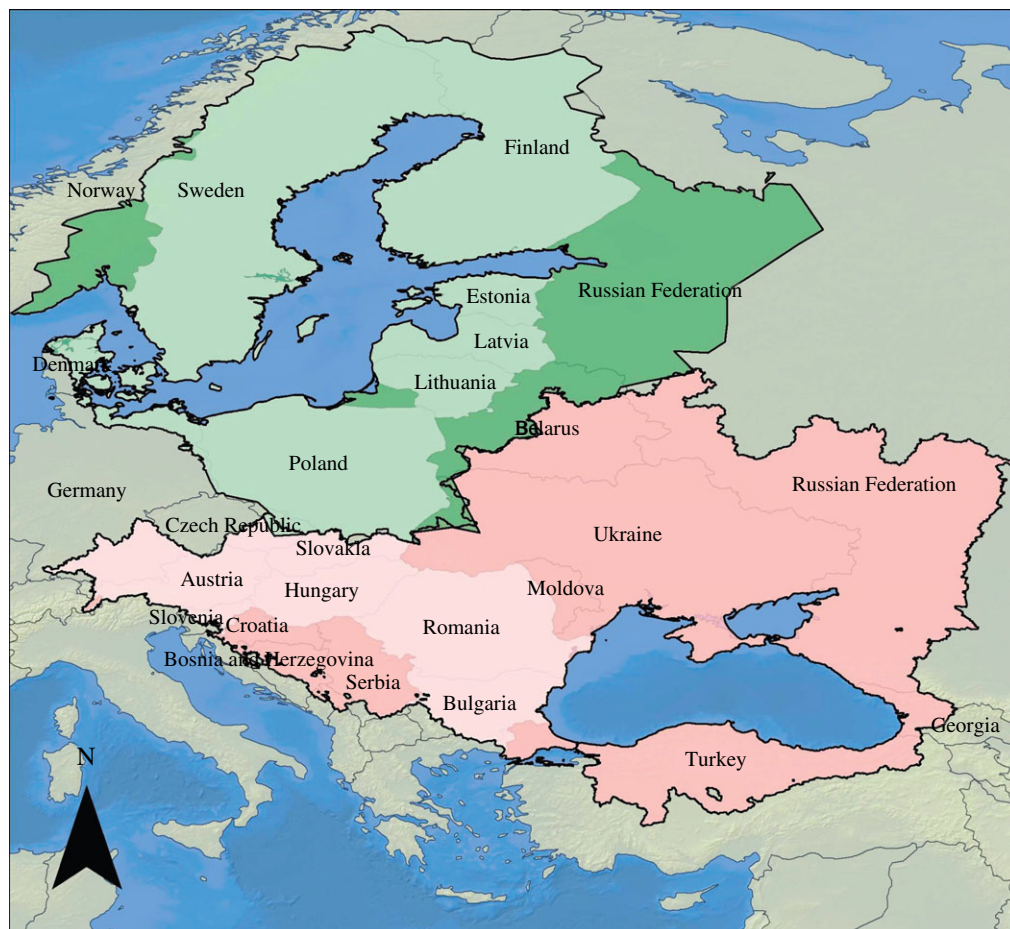 Finland
Norway
Sweden
Russian Federation
Estonia
Latvia
Denmark
Lithuania
Belarus
Poland
Germany
Russian Federation
Czech Republic
Ukraine
Slovakla
Austria
Hungary
Moldova
Slovenia
Croatia
Romania
Bosnia and Herzegovina
Serbia
Bulgaria
Georgia
N
Turkey